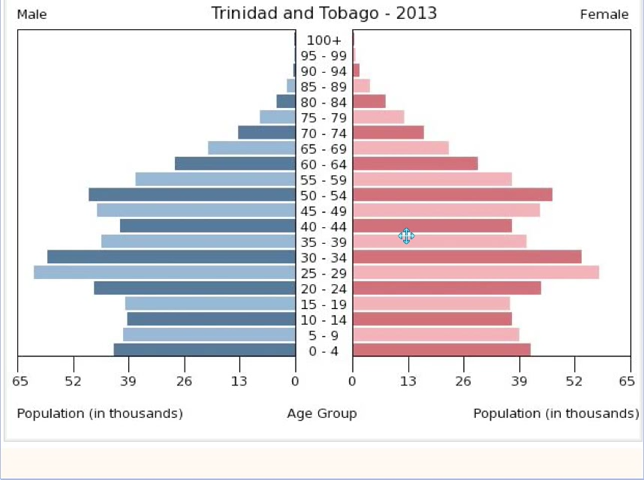 Trinidad and Tobago - 2013
Male Female
100+
95 - 99
90 - 94
85 - 89
80 - 84
75 - 79
70 - 74
65 - 69
60 - 64
55 - 59
50 - 54
45 - 49
40 - 44
35 - 39
30 - 34
25 - 29
20 - 24
15 - 19
10 - 14
5 - 9
0 - 4
65 52 39 26 13 0 0 13 26 39 52 65
Population (in thousands) Age Group Population (in thousands)